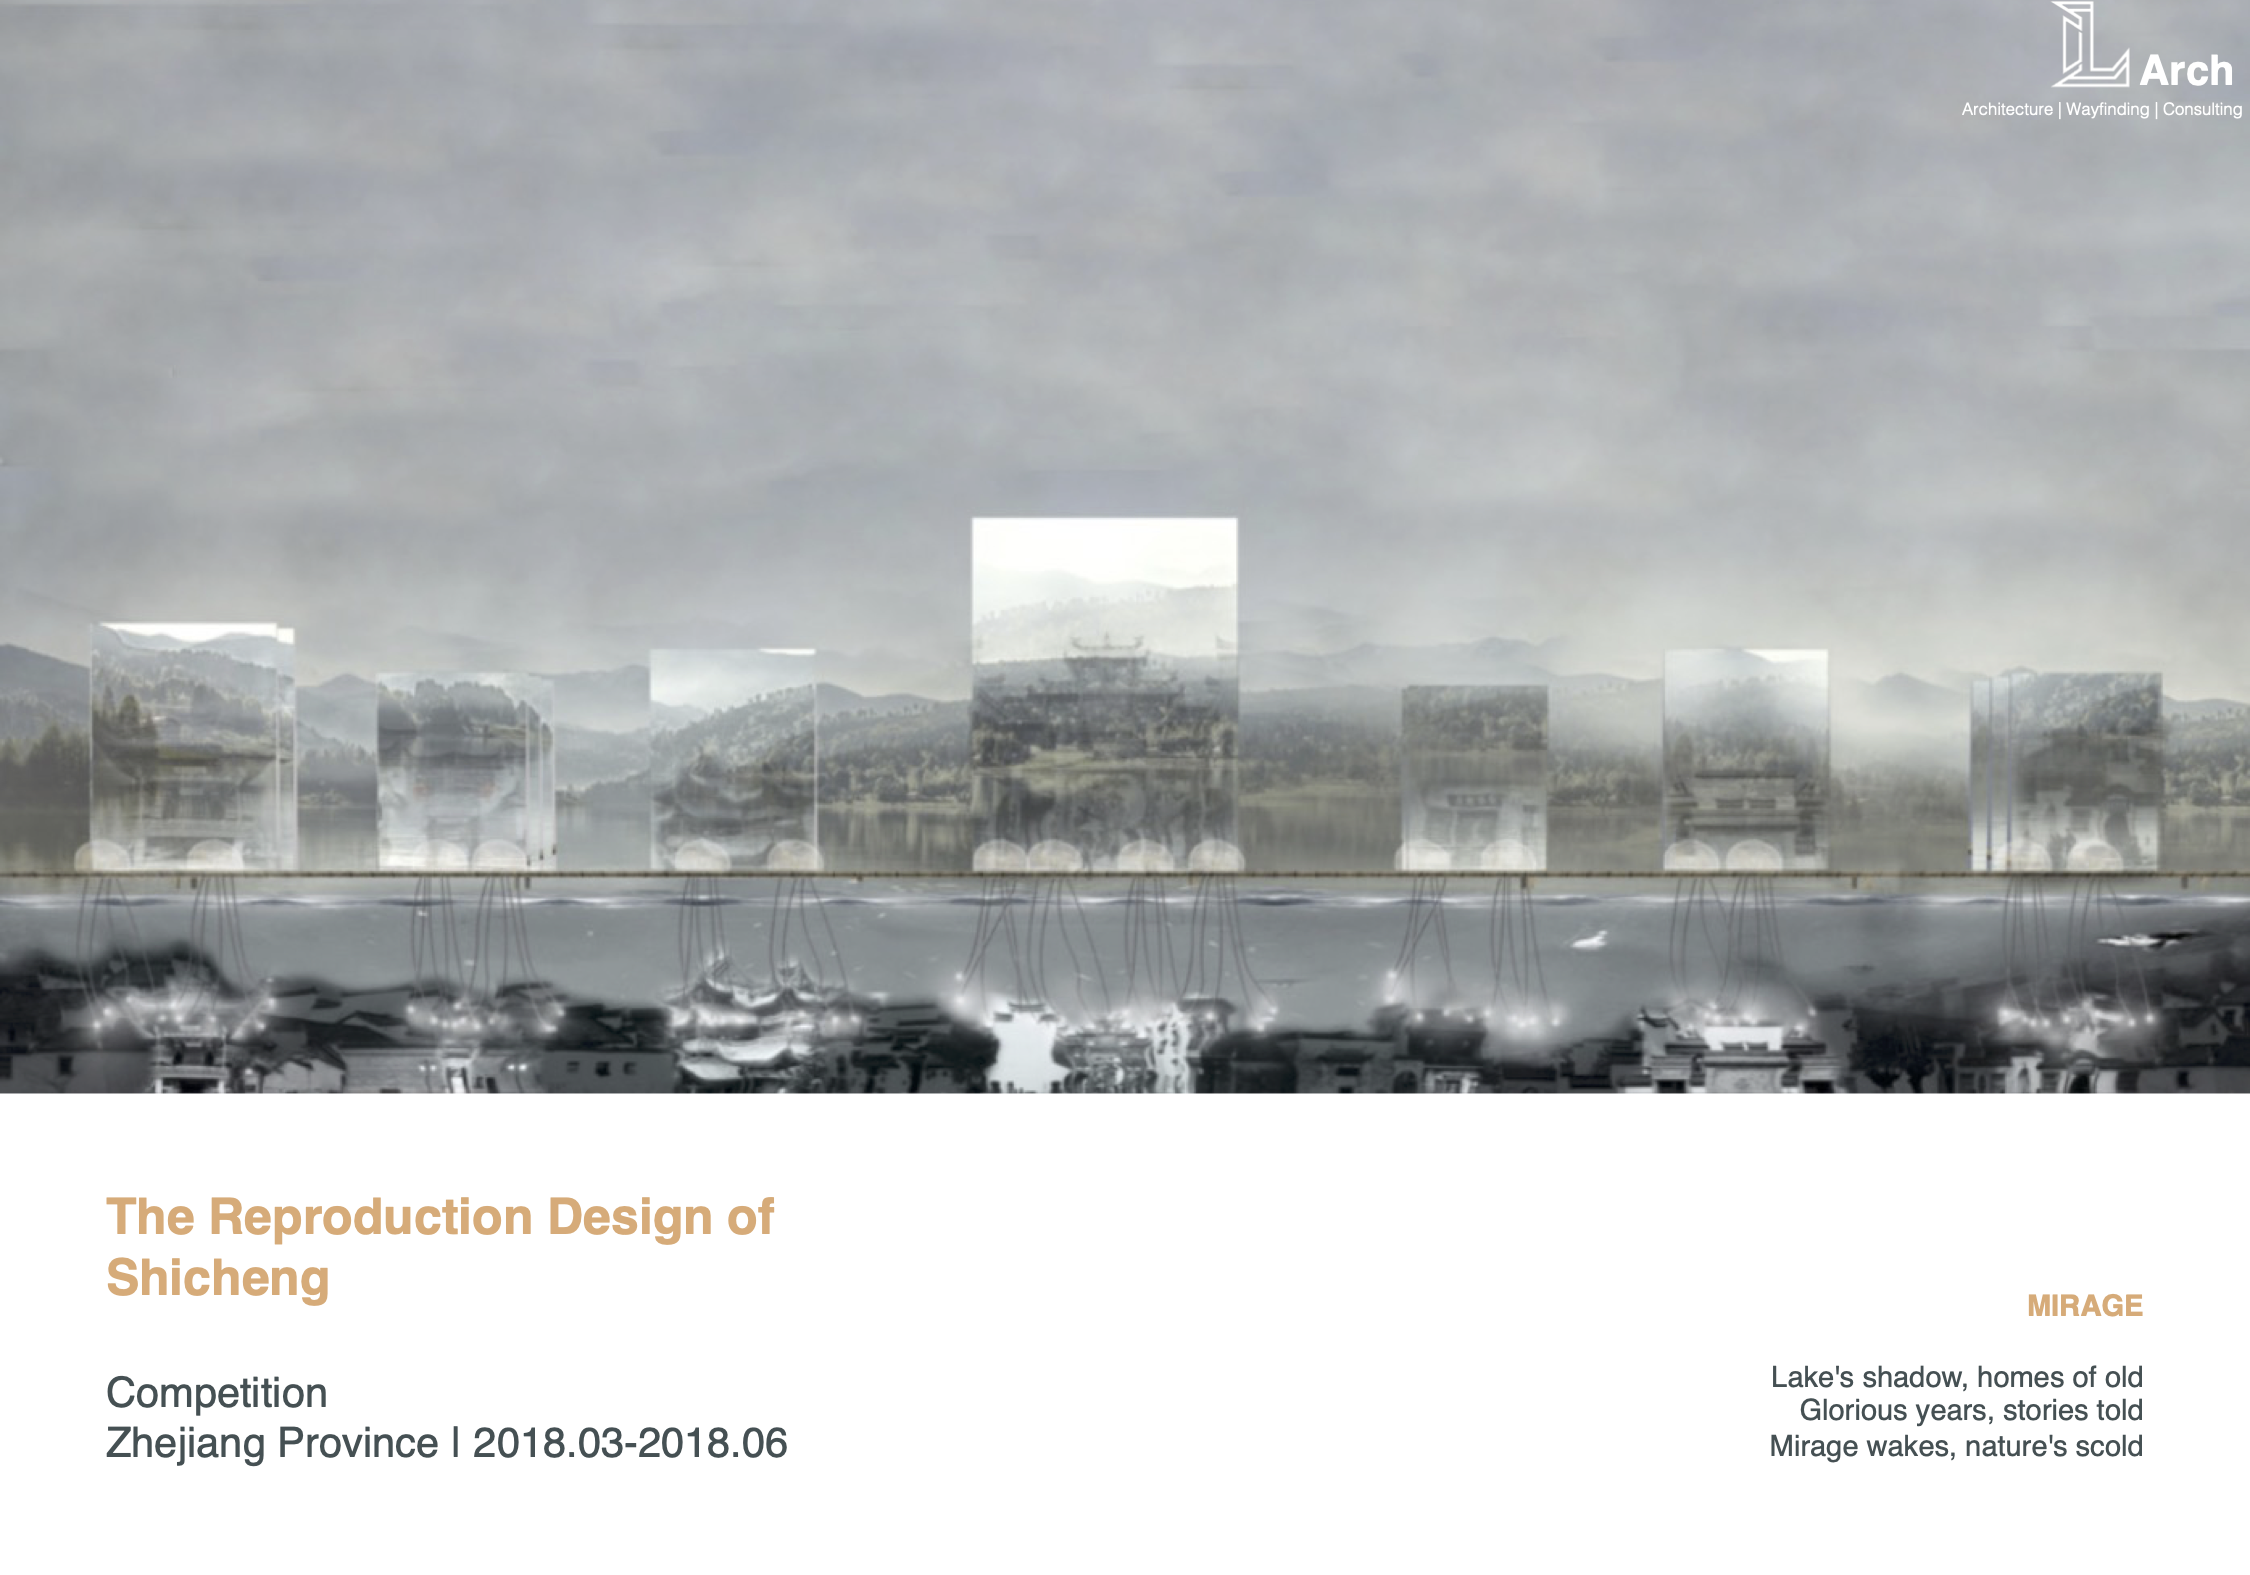 L Arch
Architecture | Wayfinding | Consulting
The Reproduction Design of
Shicheng
Competition
Zhejiang Province | 2018.03-2018.06
MIRAGE
Lake's shadow, homes of old
Glorious years, stories told
Mirage wakes, nature's scold